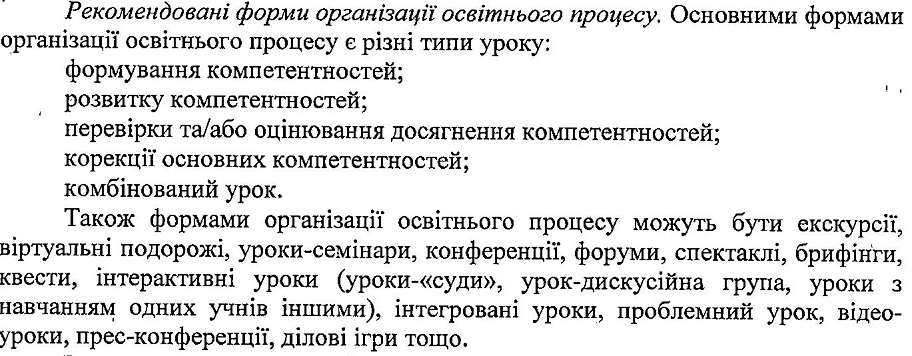 Рекомендовані форми організації освітнього процесу. Основними формами
організації освітнього процесу є різні типи уроку:
формування компетентностей;
розвитку компетентностей;
перевірки та/або оцінювання досягнення компетентностей;
корекції основних компетентностей;
комбінований урок.
Також формами організації освітнього процесу можуть бути екскурсії,
віртуальні подорожі, уроки-семінари, конференції, форуми, спектаклі, брифінги,
квести, інтерактивні уроки (уроки-«суди», урок-дискусійна група, уроки з
навчанням одних учнів іншими), інтегровані уроки, проблемний урок, відео-
уроки, прес-конференції, ділові ігри тощо.